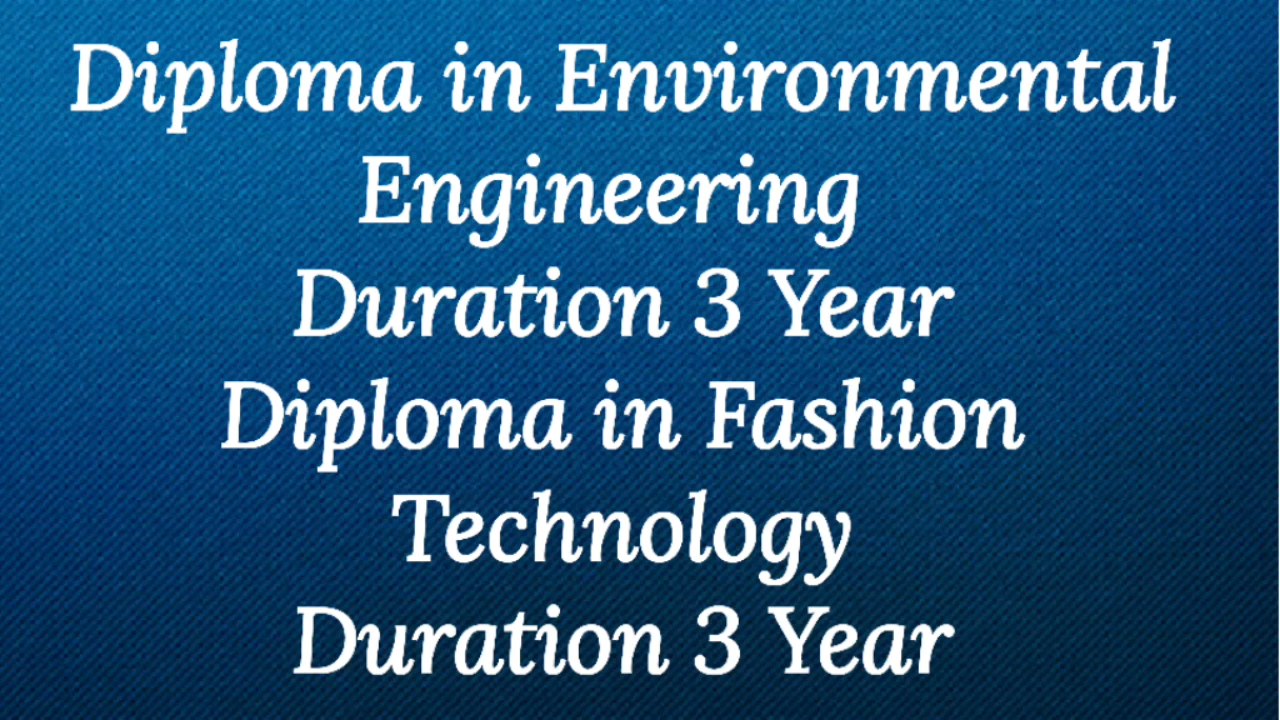 Diploma in Environmental
Engineering
Duration 3 Year
Diploma in Fashion
Technology
Duration 3 Year